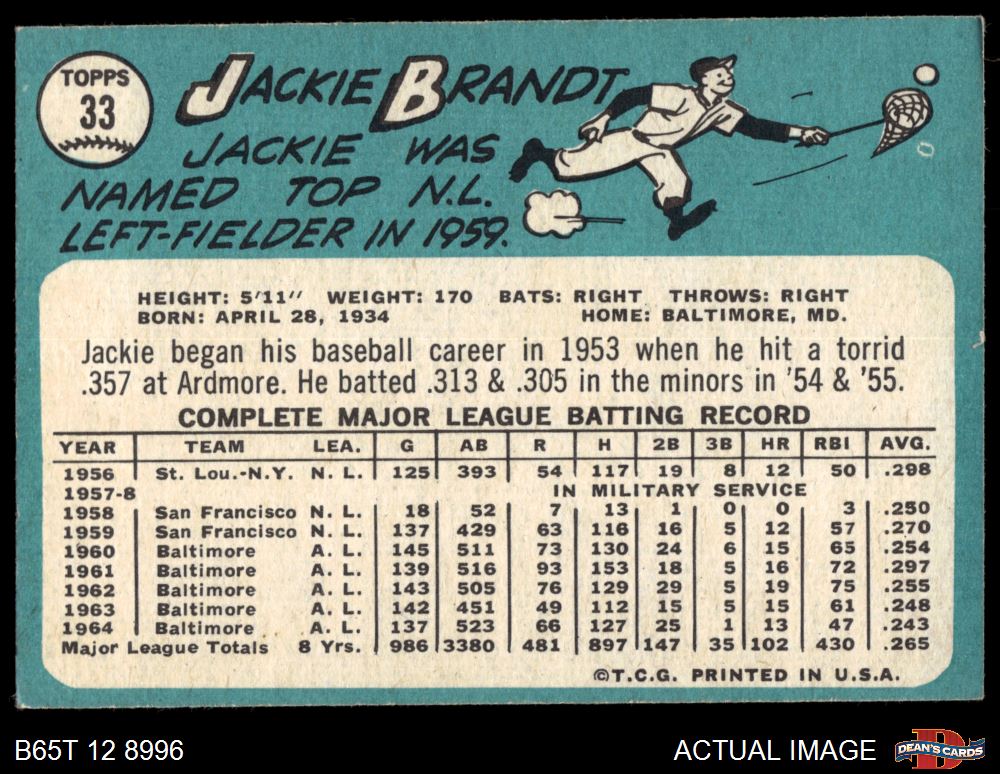 TOPPS
33
JACKIE BRANDT
JACKIE WAS
NAMED TOP N.L.
LEFT-FIELDER IN 1959.
HEIGHT: 5'11" WEIGHT: 170 BATS: RIGHT THROWS: RIGHT
BORN: APRIL 28, 1934 HOME: BALTIMORE, MD.
Jackie began his baseball career in 1953 when he hit a torrid
.357 at Ardmore. He batted .313 & .305 in the minors in '54 & '55.
COMPLETE MAJOR LEAGUE BATTING RECORD
YEAR TEAM LEA. G AB R H 2B 3B HR RBI AVG.
1956 St. Lou.-N.Y. N. L. 125 393 54 117 19 8 12 50 .298
1957-8 IN MILITARY SERVICE
1958 San Francisco N. L. 18 52 7 13 1 0 0 3 .250
1959 San Francisco N. L. 137 429 63 116 16 5 12 57 .270
1960 Baltimore A. L. 145 511 73 130 24 6 15 65 .254
1961 Baltimore A. L. 139 516 93 153 18 5 16 72 .297
1962 Baltimore A. L. 143 505 76 129 29 5 19 75 .255
1963 Baltimore A. L. 142 451 49 112 15 5 15 61 .248
1964 Baltimore A. L. 137 523 66 127 25 1 13 47 .243
Major League Totals 8 Yrs. 986 3380 481 897 147 35 102 430 .265
©T.C.G. PRINTED IN U.S.A.
B65T 12 8996
ACTUAL IMAGE
DEAN'S CARDS